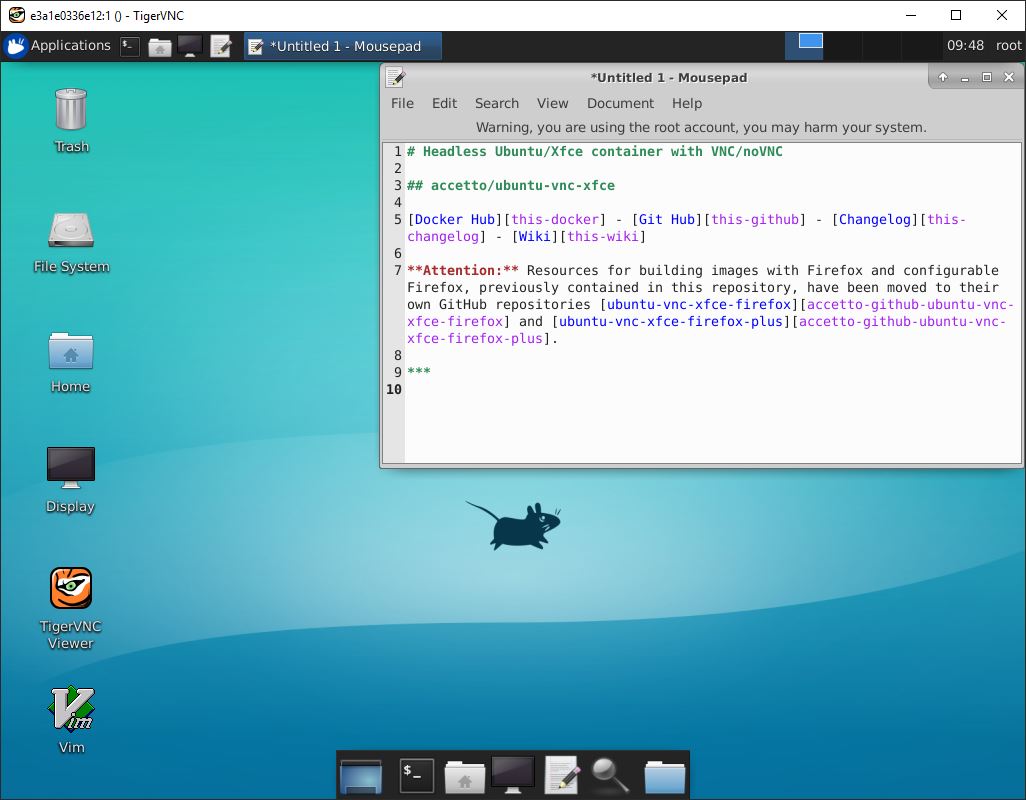 e3a1e0336e12:1 () - TigerVNC
Applications
*Untitled 1 - Mousepad
09:48
root
*Untitled 1 - Mousepad
File Edit Search View Document Help
Warning, you are using the root account, you may harm your system.
1 # Headless Ubuntu/Xfce container with VNC/noVNC
2
3 ## accetto/ubuntu-vnc-xfce
4
5 [Docker Hub][this-docker] - [Git Hub][this-github] - [Changelog][this-
changelog] - [Wiki][this-wiki]
6
7 **Attention:** Resources for building images with Firefox and configurable
Firefox, previously contained in this repository, have been moved to their
own GitHub repositories [ubuntu-vnc-xfce-firefox][accetto-github-ubuntu-vnc-
xfce-firefox] and [ubuntu-vnc-xfce-firefox-plus][accetto-github-ubuntu-vnc-
xfce-firefox-plus].
8
9 ***
10
Trash
File System
Home
Display
TigerVNC
Viewer
Vim
Vim
$_